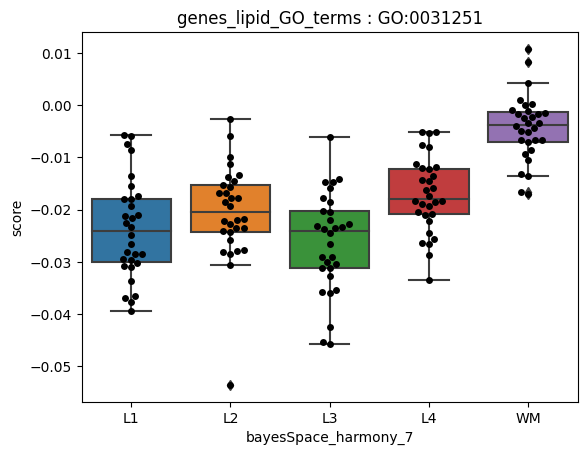 genes_lipid_GO_terms : GO:0031251
0.01
0.00
−0.01
−0.02
−0.03
−0.04
−0.05
score
L1 L2 L3 L4 WM
bayesSpace_harmony_7